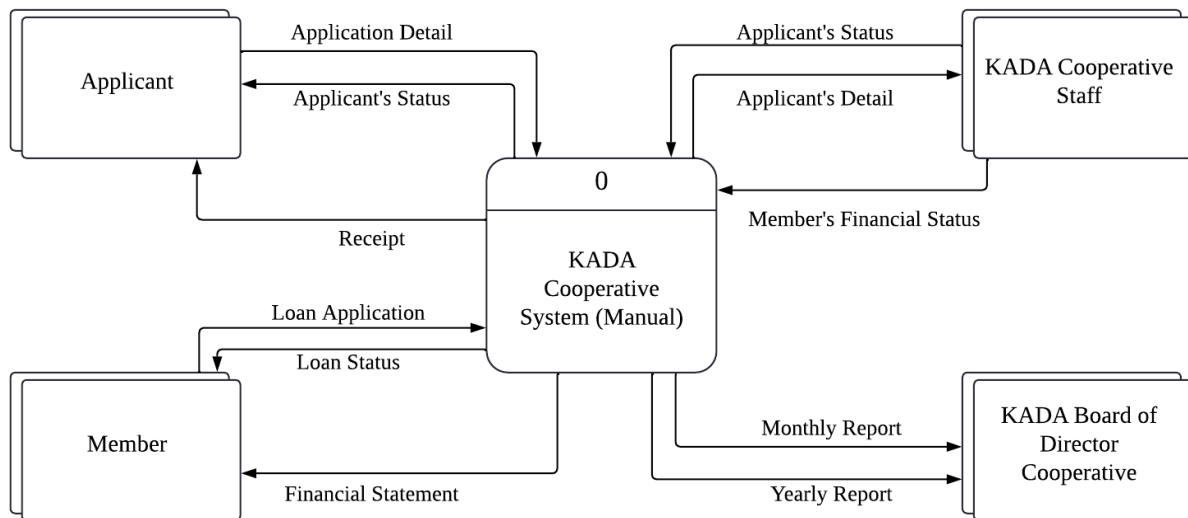 Application Detail
Applicant's Status
Applicant
KADA Cooperative
Staff
Applicant's Status
Applicant's Detail
0
Member's Financial Status
Receipt
KADA
Cooperative
System (Manual)
Loan Application
Loan Status
Member
KADA Board of
Director
Cooperative
Monthly Report
Financial Statement
Yearly Report